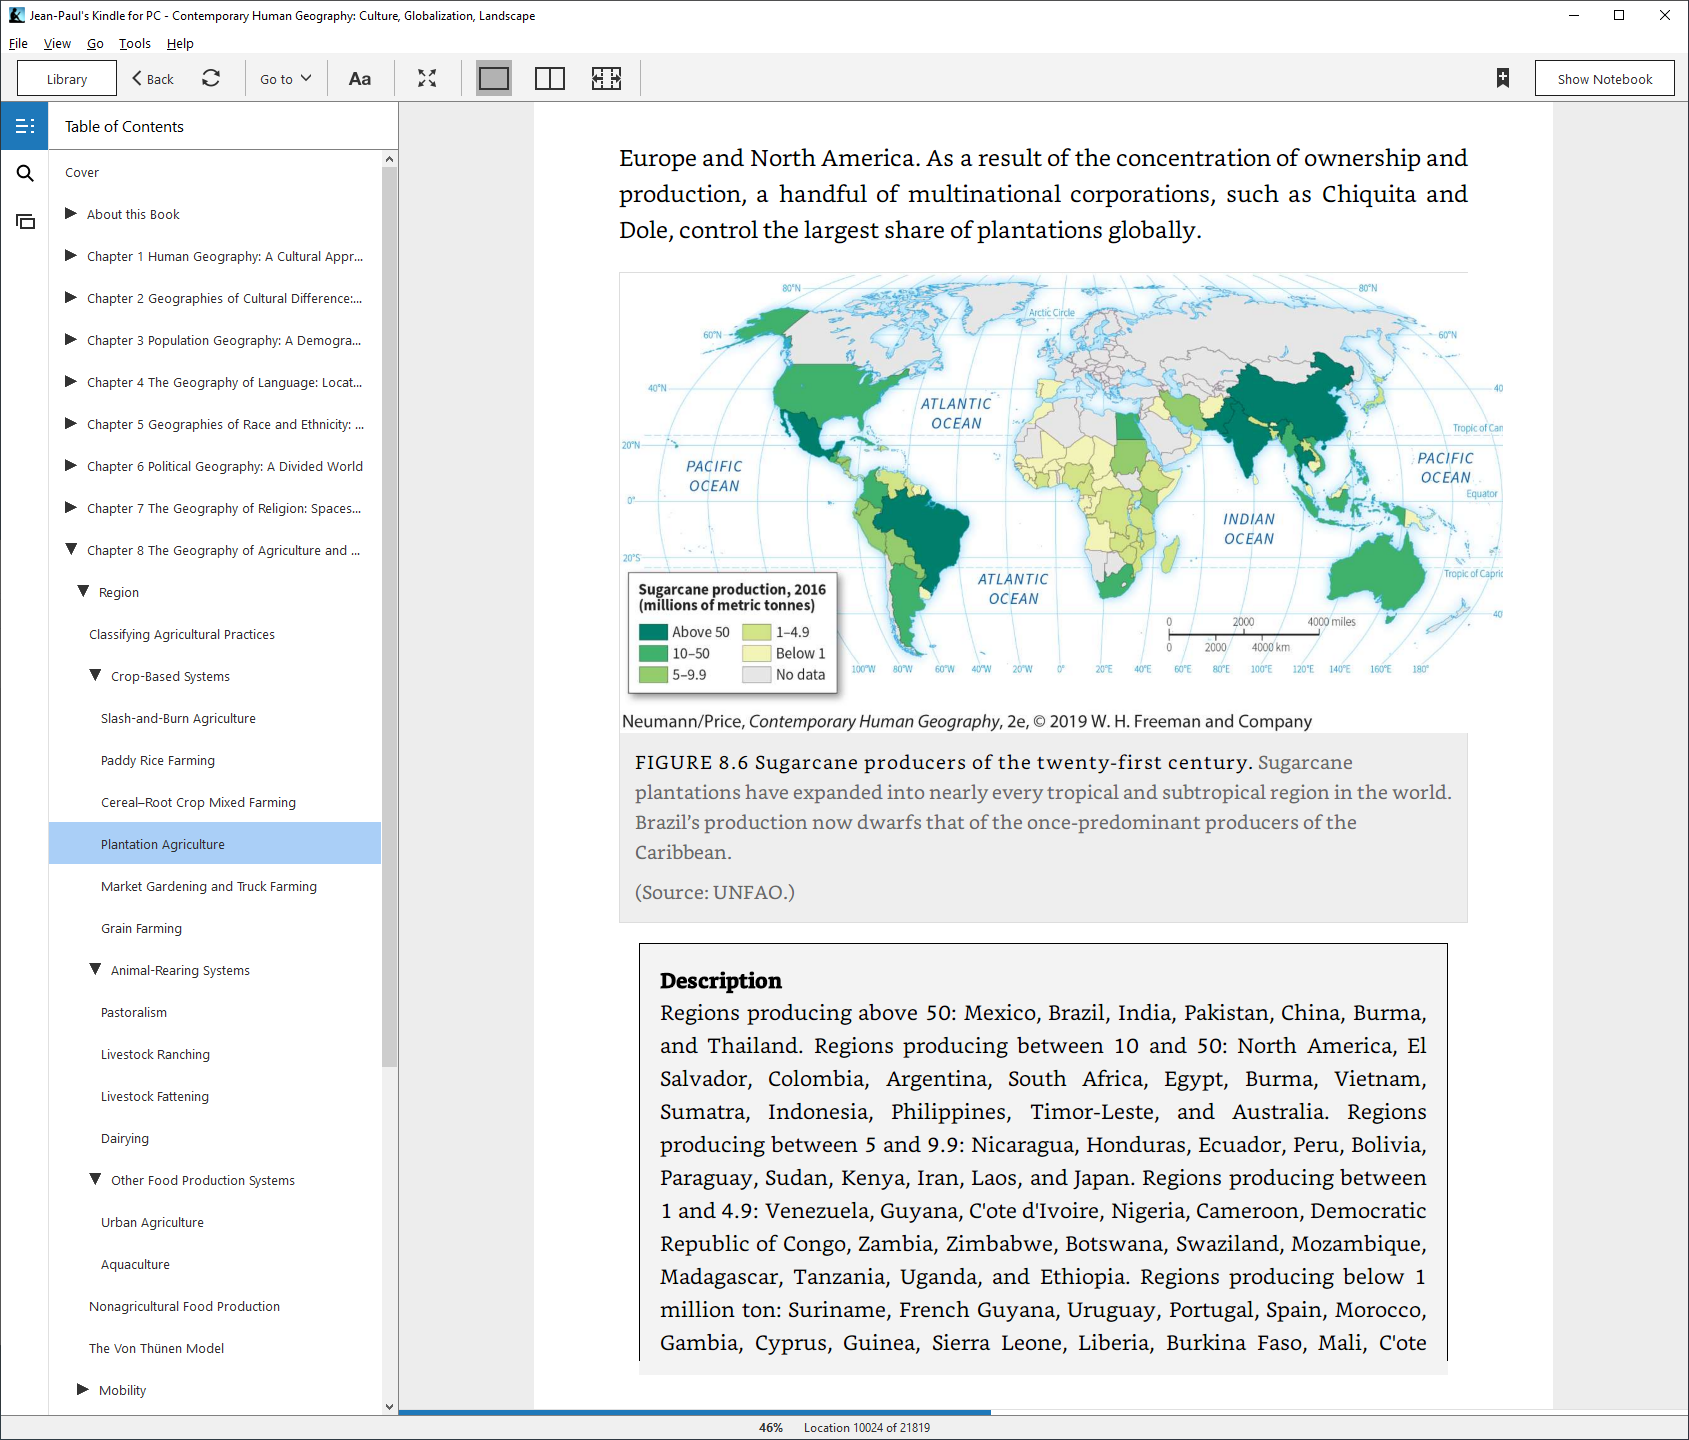 Jean-Paul's Kindle for PC - Contemporary Human Geography: Culture, Globalization, Landscape
File View Go Tools Help
Library Back Go to Aa Show Notebook
Table of Contents
Cover
About this Book
Chapter 1 Human Geography: A Cultural Appr...
Chapter 2 Geographies of Cultural Difference:...
Chapter 3 Population Geography: A Demogra...
Chapter 4 The Geography of Language: Locat...
Chapter 5 Geographies of Race and Ethnicity: ...
Chapter 6 Political Geography: A Divided World
Chapter 7 The Geography of Religion: Spaces...
Chapter 8 The Geography of Agriculture and ...
Region
Classifying Agricultural Practices
Crop-Based Systems
Slash-and-Burn Agriculture
Paddy Rice Farming
Cereal–Root Crop Mixed Farming
Plantation Agriculture
Market Gardening and Truck Farming
Grain Farming
Animal-Rearing Systems
Pastoralism
Livestock Ranching
Livestock Fattening
Dairying
Other Food Production Systems
Urban Agriculture
Aquaculture
Nonagricultural Food Production
The Von Thünen Model
Mobility
Europe and North America. As a result of the concentration of ownership and
production, a handful of multinational corporations, such as Chiquita and
Dole, control the largest share of plantations globally.
80°N 80°N
Arctic Circle
60°N 60°N
40°N 40
ATLANTIC
OCEAN
Tropic of Can
20°N
PACIFIC
OCEAN
PACIFIC
OCEAN
0° Equator
INDIAN
OCEAN
20°S
Tropic of Capric
ATLANTIC
OCEAN
40
Sugarcane production, 2016
(millions of metric tonnes)
Above 50 1–4.9
10–50 Below 1
5–9.9 No data
0 2000 4000 miles
0 2000 4000 km
100°W 80°W 60°W 40°W 20°W 0° 20°E 40°E 60°E 80°E 100°E 120°E 140°E 160°E 180°
Neumann/Price, Contemporary Human Geography, 2e, © 2019 W. H. Freeman and Company
FIGURE 8.6 Sugarcane producers of the twenty-first century. Sugarcane
plantations have expanded into nearly every tropical and subtropical region in the world.
Brazil’s production now dwarfs that of the once-predominant producers of the
Caribbean.
(Source: UNFAO.)
Description
Regions producing above 50: Mexico, Brazil, India, Pakistan, China, Burma,
and Thailand. Regions producing between 10 and 50: North America, El
Salvador, Colombia, Argentina, South Africa, Egypt, Burma, Vietnam,
Sumatra, Indonesia, Philippines, Timor-Leste, and Australia. Regions
producing between 5 and 9.9: Nicaragua, Honduras, Ecuador, Peru, Bolivia,
Paraguay, Sudan, Kenya, Iran, Laos, and Japan. Regions producing between
1 and 4.9: Venezuela, Guyana, C'ote d'Ivoire, Nigeria, Cameroon, Democratic
Republic of Congo, Zambia, Zimbabwe, Botswana, Swaziland, Mozambique,
Madagascar, Tanzania, Uganda, and Ethiopia. Regions producing below 1
million ton: Suriname, French Guyana, Uruguay, Portugal, Spain, Morocco,
Gambia, Cyprus, Guinea, Sierra Leone, Liberia, Burkina Faso, Mali, C'ote
46% Location 10024 of 21819